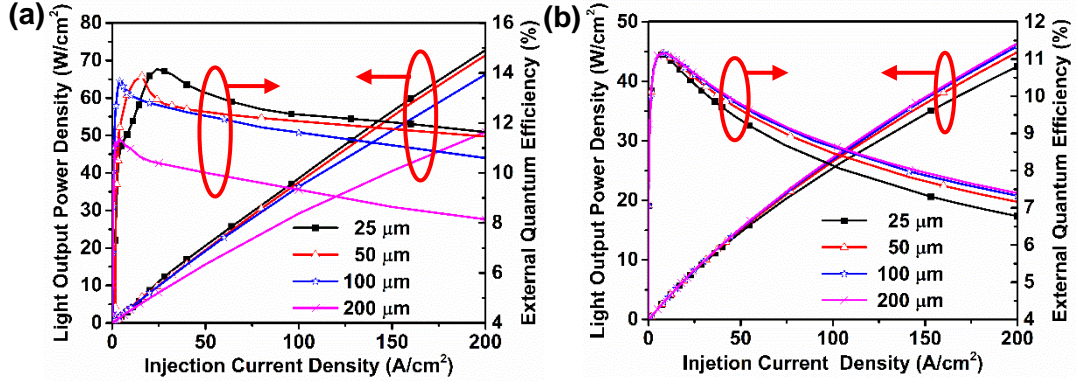 (a)
Light Output Power Density (W/cm²)
80
70
60
50
40
30
20
10
0
16
14
12
10
8
6
4
External Quantum Efficiency (%)
25 μm
50 μm
100 μm
200 μm
0 50 100 150 200
Injection Current Density (A/cm²)
(b)
Light Output Power Density (W/cm²)
50
40
30
20
10
0
12
11
10
9
8
7
6
5
4
External Quantum Efficiency (%)
25 μm
50 μm
100 μm
200 μm
0 25 50 75 100 125 150 175 200
Injetion Current Density (A/cm²)